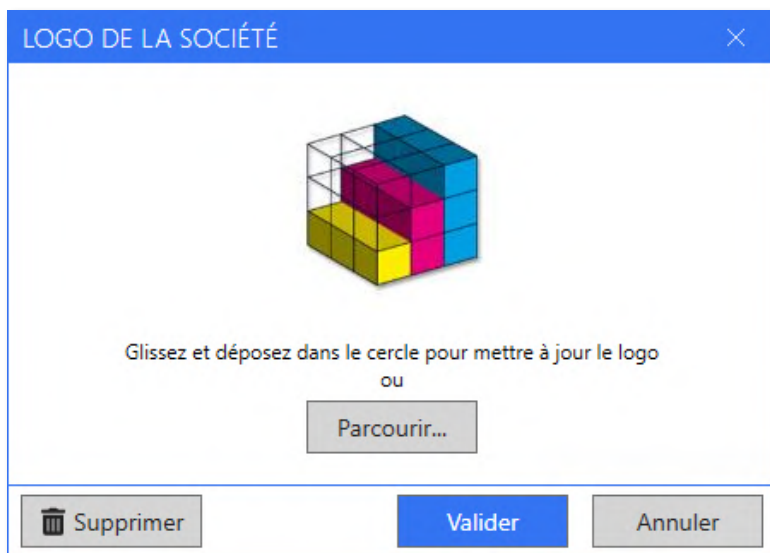 LOGO DE LA SOCIÉTÉ
Glissez et déposez dans le cercle pour mettre à jour le logo
ou
Parcourir...
Supprimer
Valider
Annuler